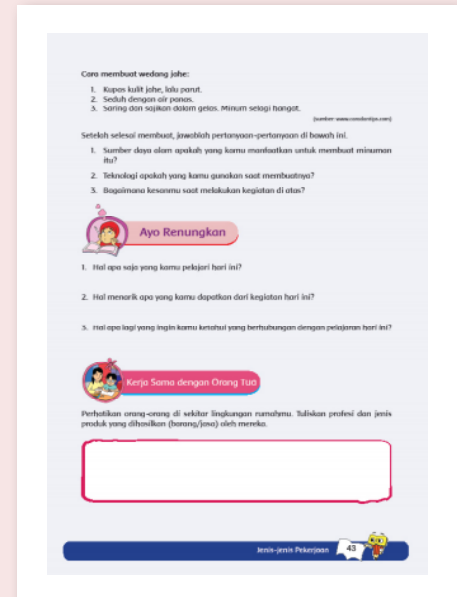 Cara membuat wedang jahe:
1. Kupas kulit jahe, lalu parut.
2. Seduh dengan air panas.
3. Saring dan sajikan dalam gelas. Minum selagi hangat.
(sumber:
Setelah selesai membuat, jawablah pertanyaan-pertanyaan di bawah ini.
1. Sumber daya alam apakah yang kamu manfaatkan untuk membuat minuman
itu?
2. Teknologi apakah yang kamu gunakan saat membuatnya?
3. Bagaimana kesanmu saat melakukan kegiatan di atas?
Ayo Renungkan
1. Hal apa saja yang kamu pelajari hari ini?
2. Hal menarik apa yang kamu dapatkan dari kegiatan hari ini?
3. Hal apa lagi yang ingin kamu ketahui yang berhubungan dengan pelajaran hari ini?
Kerja Sama dengan Orang Tua
Perhatikan orang-orang di sekitar lingkungan rumahmu. Tuliskan profesi dan jenis
produk yang dihasilkan (barang/jasa) oleh mereka.
Jenis-jenis Pekerjaan 43